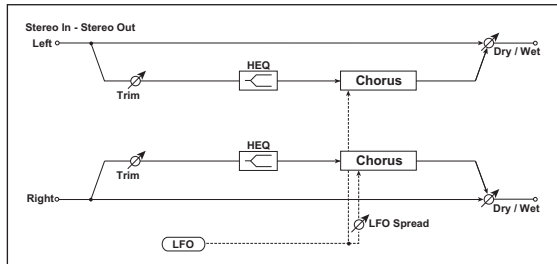 Stereo In - Stereo Out
Left
Dry / Wet
HEQ
Trim
Chorus
HEQ
Trim
Chorus
Right
Dry / Wet
LFO Spread
LFO